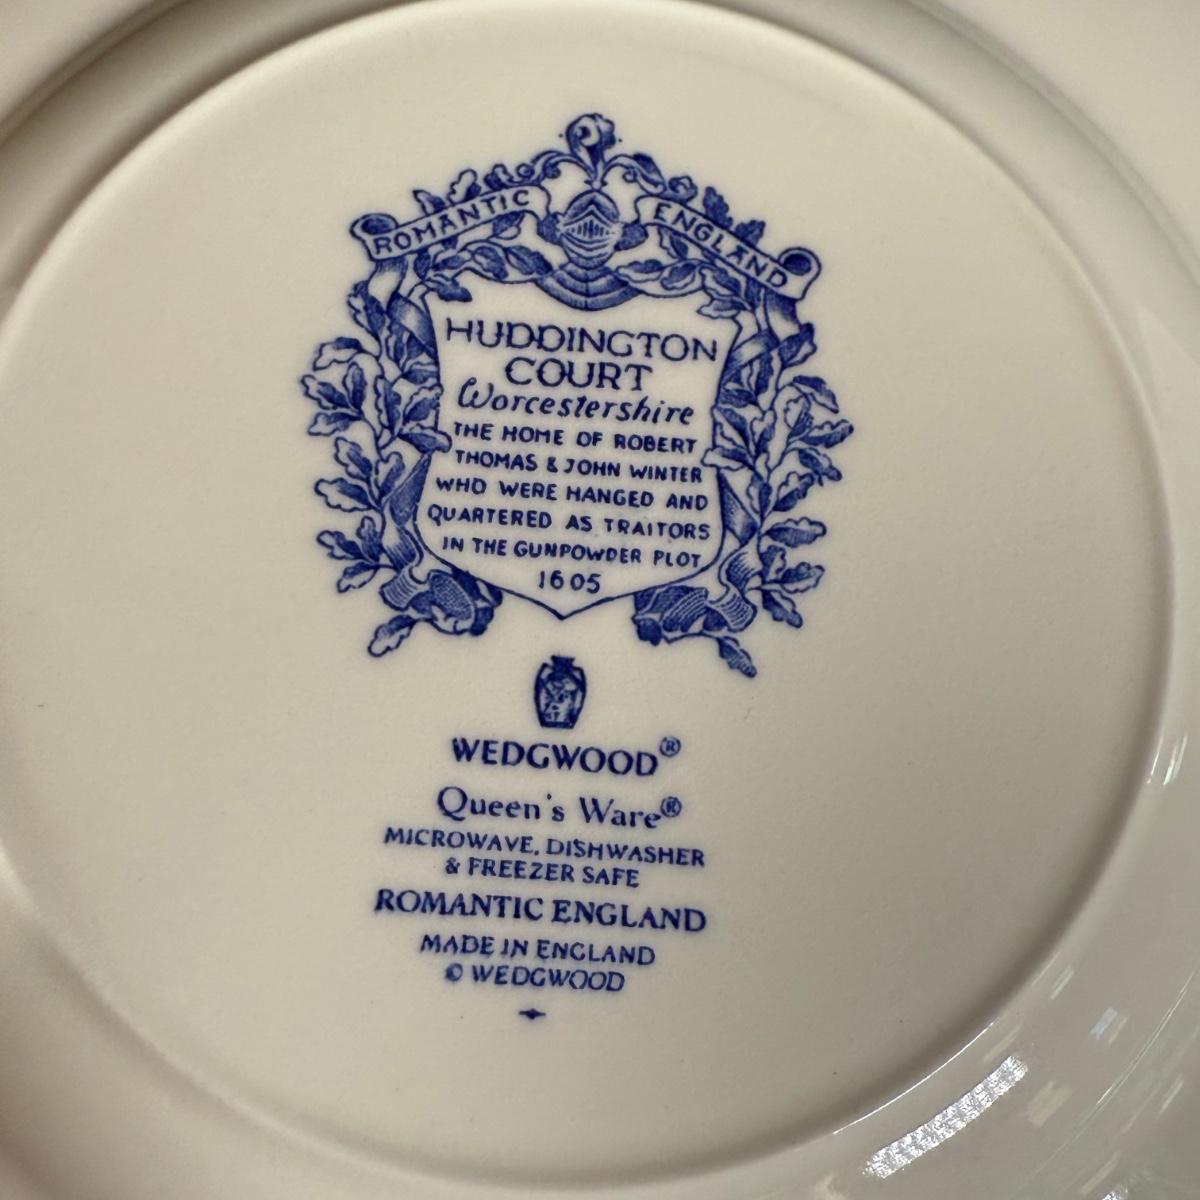 ROMANTIC ENGLAND
HUDDINGTON
COURT
Worcestershire
THE HOME OF ROBERT
THOMAS & JOHN WINTER
WHO WERE HANGED AND
QUARTERED AS TRAITORS
IN THE GUNPOWDER PLOT
1605
WEDGWOOD®
Queen's Ware®
MICROWAVE, DISHWASHER
& FREEZER SAFE
ROMANTIC ENGLAND
MADE IN ENGLAND
© WEDGWOOD